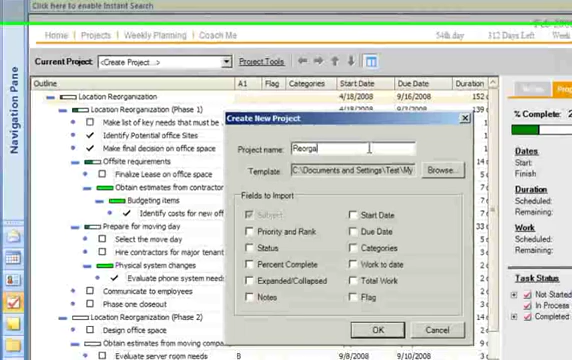 Click here to enable Instant Search
Home | Projects | Weekly Planning | Coach Me
54th day 312 Days Left Week
Current Project: <Create Project...> Project Tools
Outline A1 Flag Categories Start Date Due Date Duration
Location Reorganization 4/18/2008 9/16/2008 152
Location Reorganization (Phase 1)
Make list of key needs that must be
Identify Potential office Sites
Make final decision on office space
Offsite requirements
Finalize Lease on office space
Obtain estimates from contractor
Budgeting items
Identify costs for new off
Prepare for moving day
Select the move day
Hire contractors for major tenant
Physical system changes
Evaluate phone system needs
Communicate to employees
Phone one closeout
Location Reorganization (Phase 2)
Design office space
Obtain estimates from moving compa
Evaluate server room needs B 9/8/2008 9/10/2008
Navigation Pane
Create New Project
Project name: Reorga
Template: C:\Documents and Settings\Test\My
Browse...
Fields to Import
Subject
Start Date
Priority and Rank
Due Date
Status
Categories
Percent Complete
Work to date
Expanded/Collapsed
Total Work
Notes
Flag
OK
Cancel
% Complete:
Dates
Start:
Finish
Duration
Scheduled:
Remaining:
Work
Scheduled:
Remaining:
Task Status
Not Started
In Process
Completed